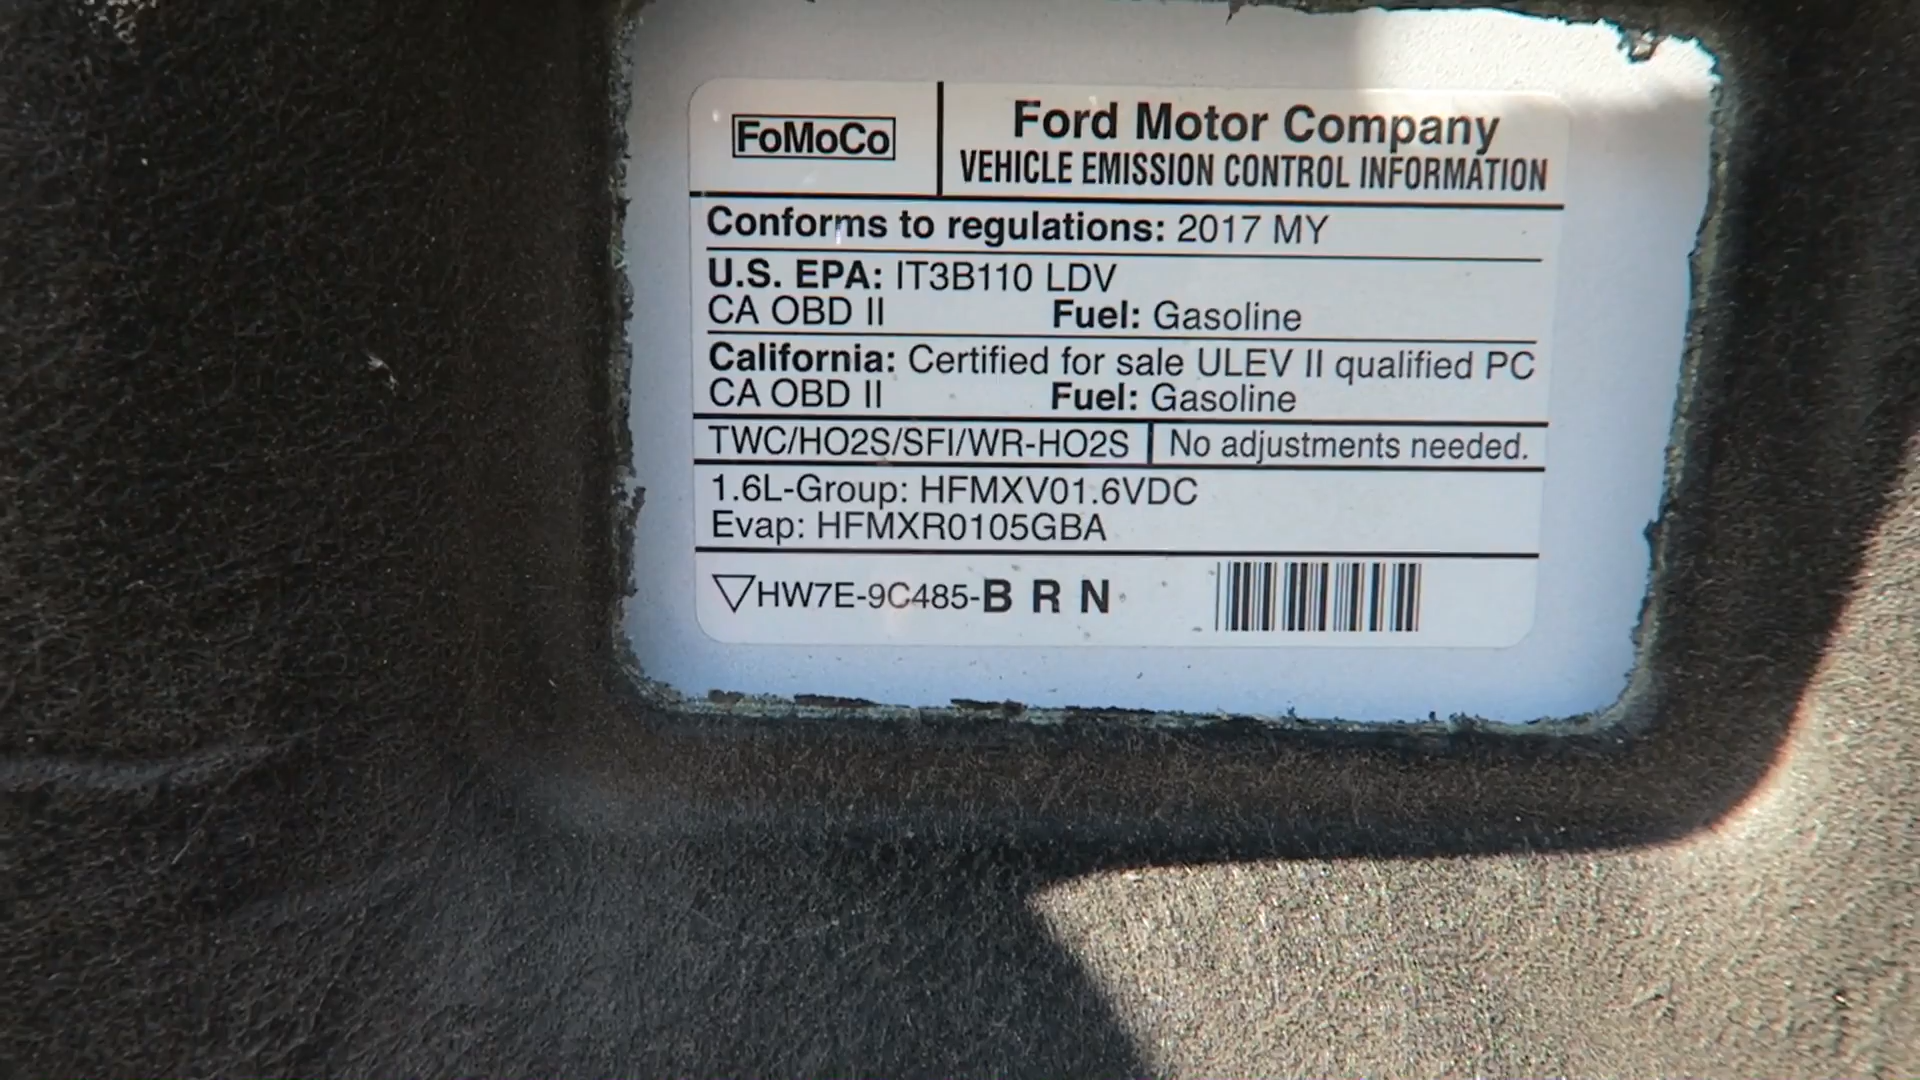 FoMoCo
Ford Motor Company
VEHICLE EMISSION CONTROL INFORMATION
Conforms to regulations: 2017 MY
U.S. EPA: IT3B110 LDV
CA OBD II Fuel: Gasoline
California: Certified for sale ULEV II qualified PC
CA OBD II Fuel: Gasoline
TWC/HO2S/SFI/WR-HO2S No adjustments needed.
1.6L-Group: HFMXV01.6VDC
Evap: HFMXR0105GBA
▽HW7E-9C485-B R N